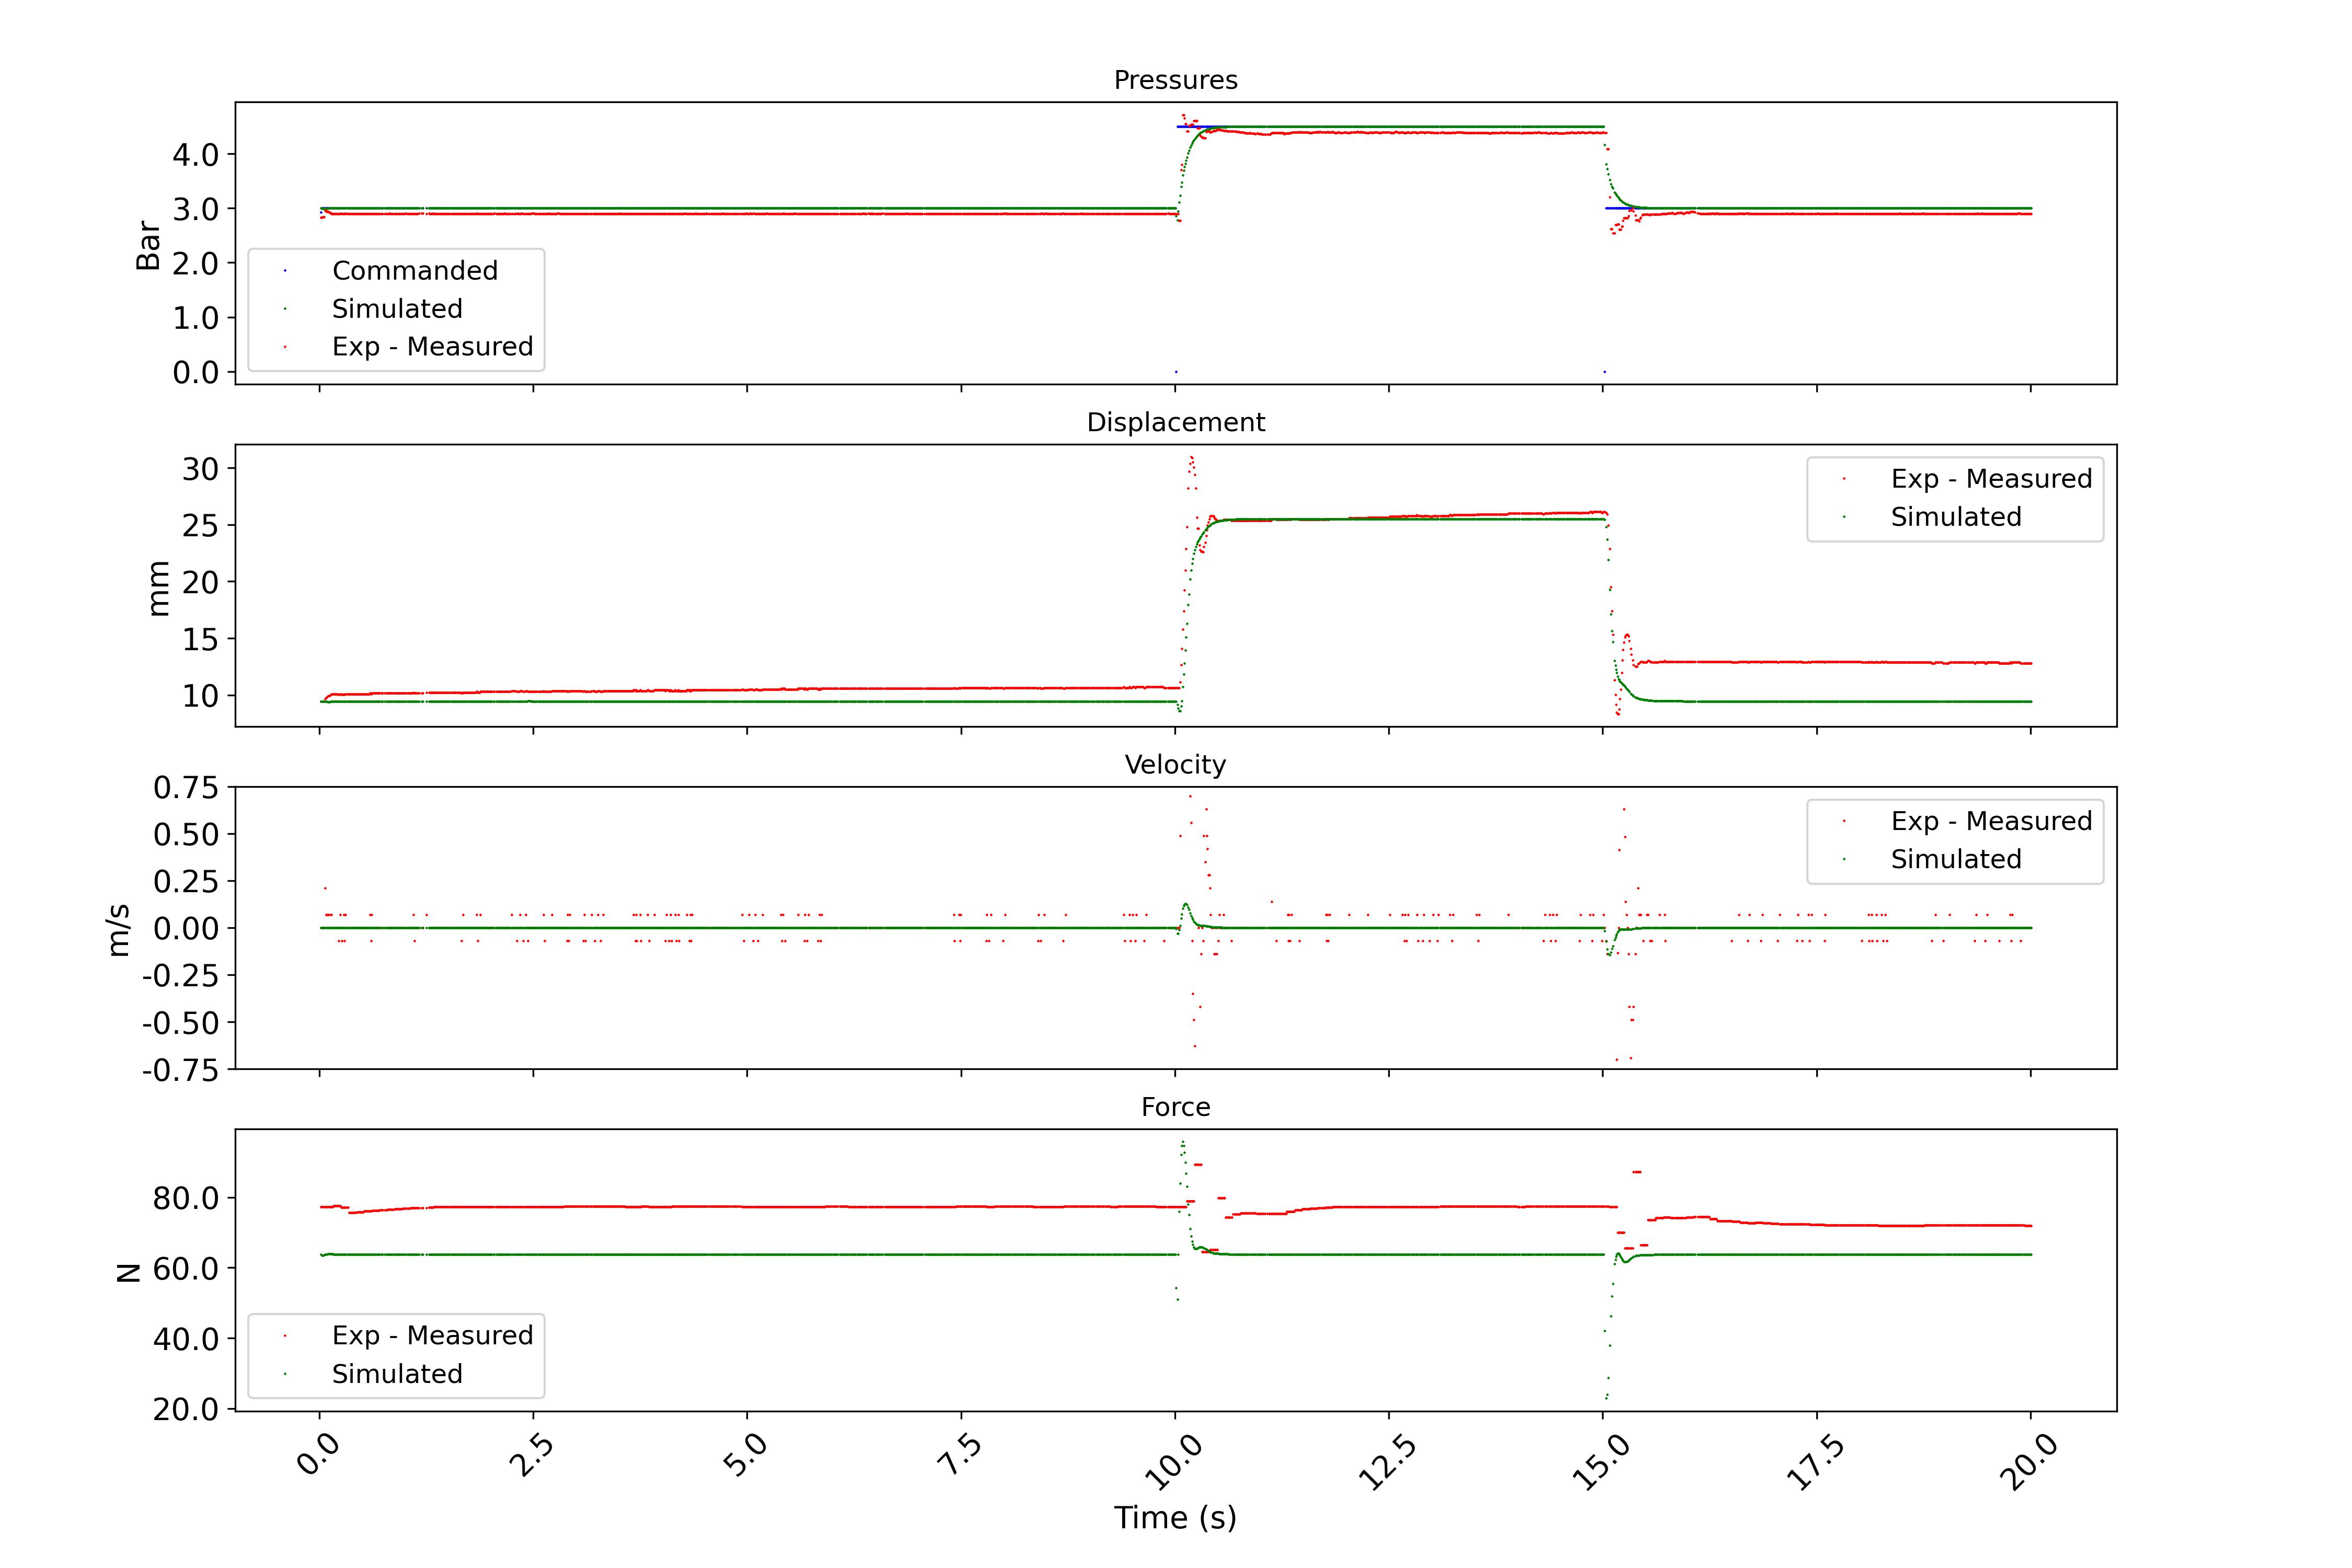 Pressures
4.0
3.0
2.0
1.0
0.0
Bar
Commanded
Simulated
Exp - Measured
Displacement
30
25
20
15
10
mm
Exp - Measured
Simulated
Velocity
0.75
0.50
0.25
0.00
-0.25
-0.50
-0.75
m/s
Exp - Measured
Simulated
Force
80.0
60.0
40.0
20.0
N
Exp - Measured
Simulated
0.0 2.5 5.0 7.5 10.0 12.5 15.0 17.5 20.0
Time (s)